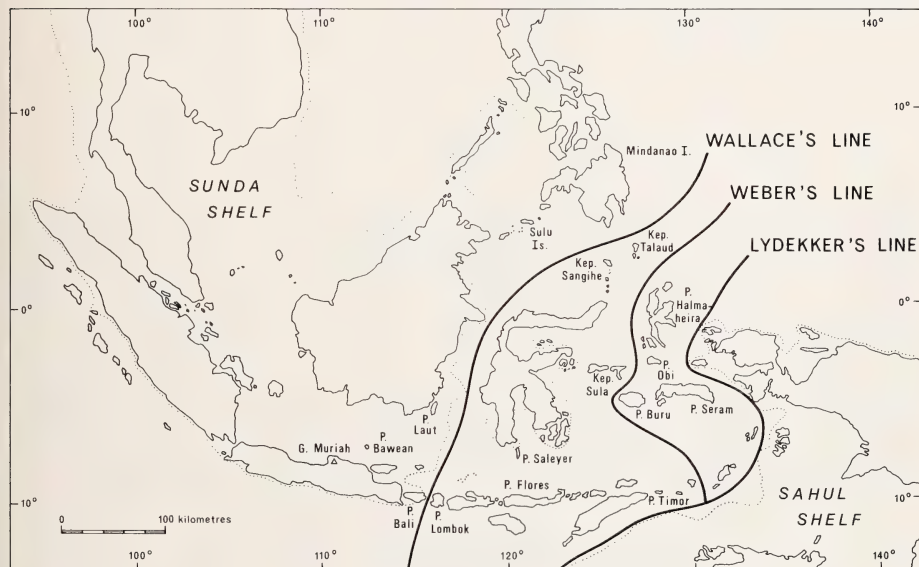 100°
110°
130°
140°
10°
10°
WALLACE'S LINE
Mindanao I.
SUNDA
SHELF
WEBER'S LINE
Sulu
Is.
Kep.
Talaud
LYDEKKER'S LINE
Kep.
Sangihe
P.
Halma-
heira
0°
0°
P.
Obi
Kep.
Sula
P. Buru
P. Seram
P.
Laut
P.
Bawean
G. Muriah
P. Saleyer
P. Flores
P. Timor
10°
10°
SAHUL
SHELF
P.
Bali
P.
Lombok
0
100 kilometres
100°
110°
120°
130°
140°